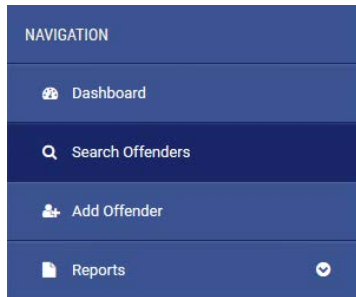 NAVIGATION
Dashboard
Search Offenders
Add Offender
Reports